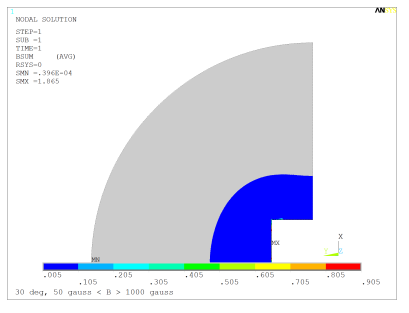 1
NODAL SOLUTION
STEP=1
SUB =1
TIME=1
BSUM (AVG)
RSYS=0
SMN =.396E-04
SMX =1.065
AN
MX
X
MN
.005 .105 .205 .305 .405 .505 .605 .705 .805 .905
30 deg, 50 gauss < B > 1000 gauss